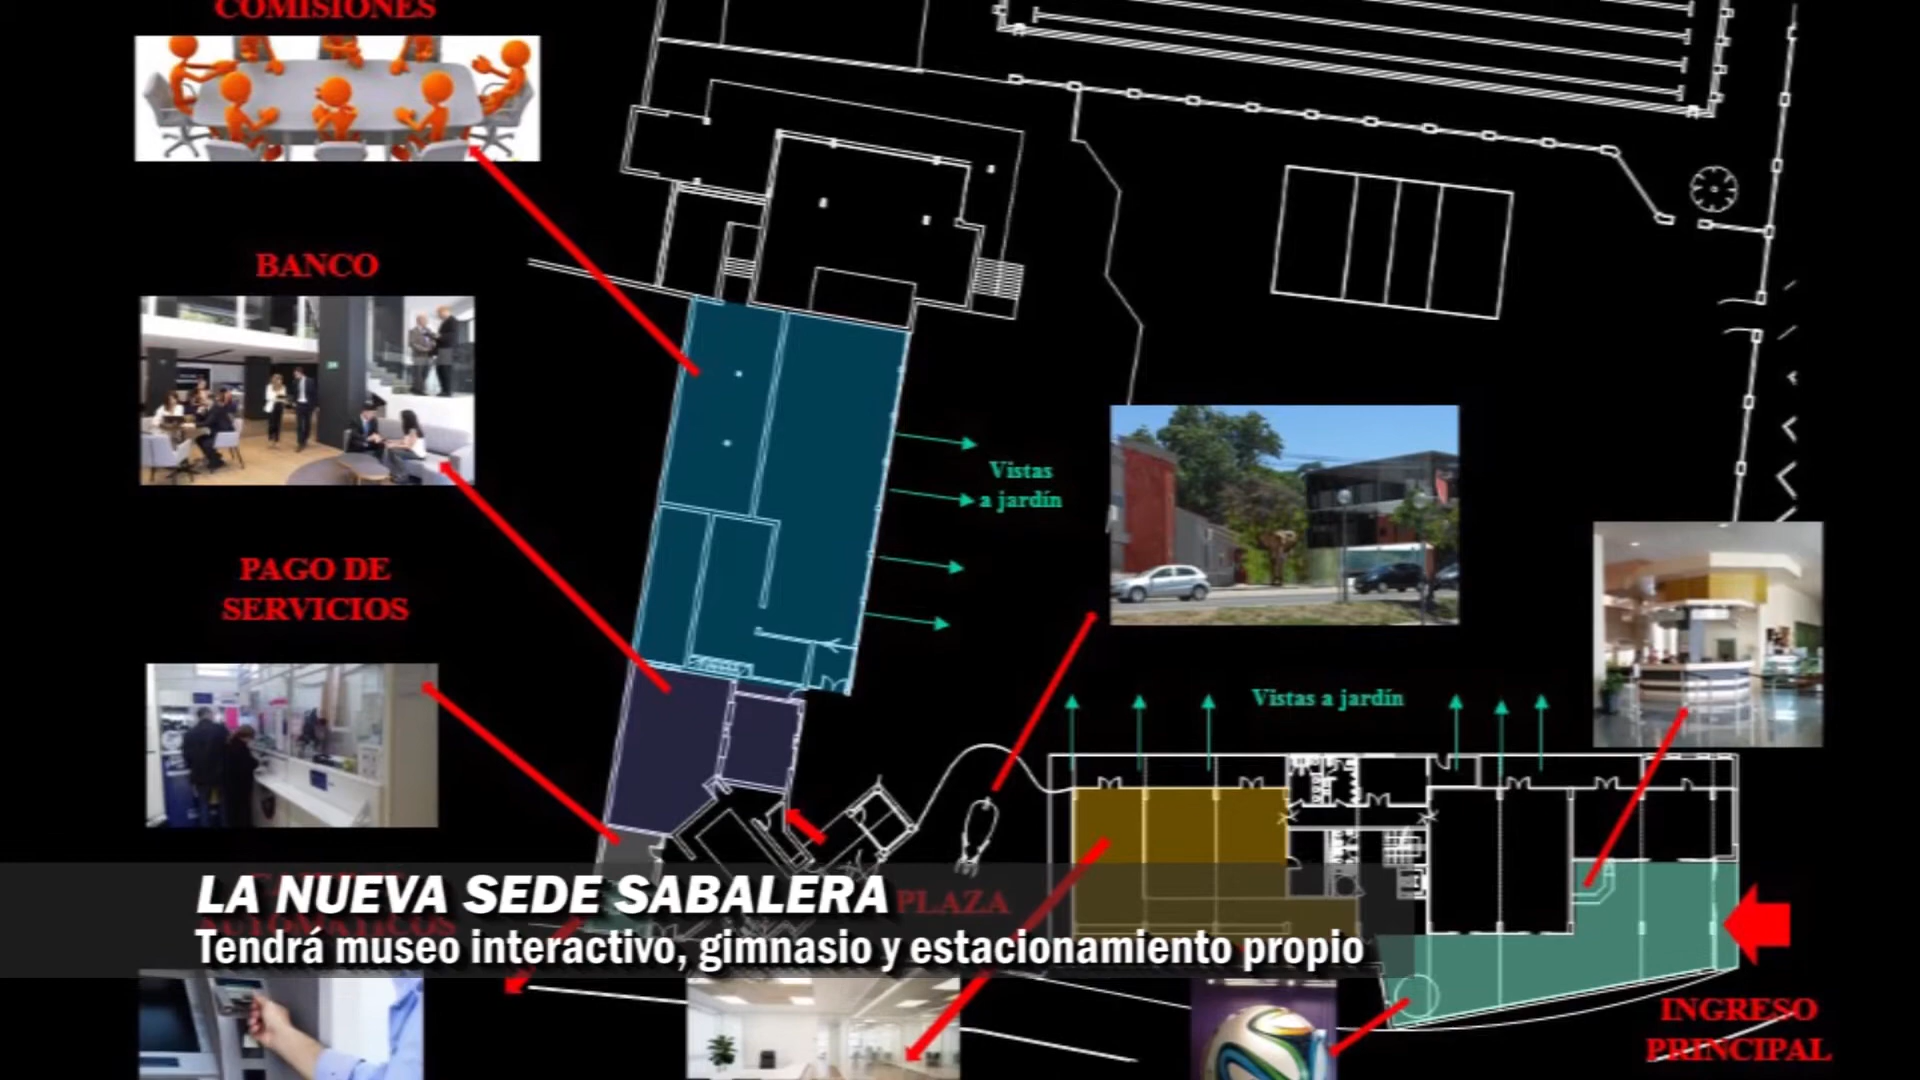 COMISIONES
BANCO
PAGO DE
SERVICIOS
Vistas
a jardín
Vistas a jardín
PLAZA
LA NUEVA SEDE SABALERA
Tendrá museo interactivo, gimnasio y estacionamiento propio
INGRESO
PRINCIPAL